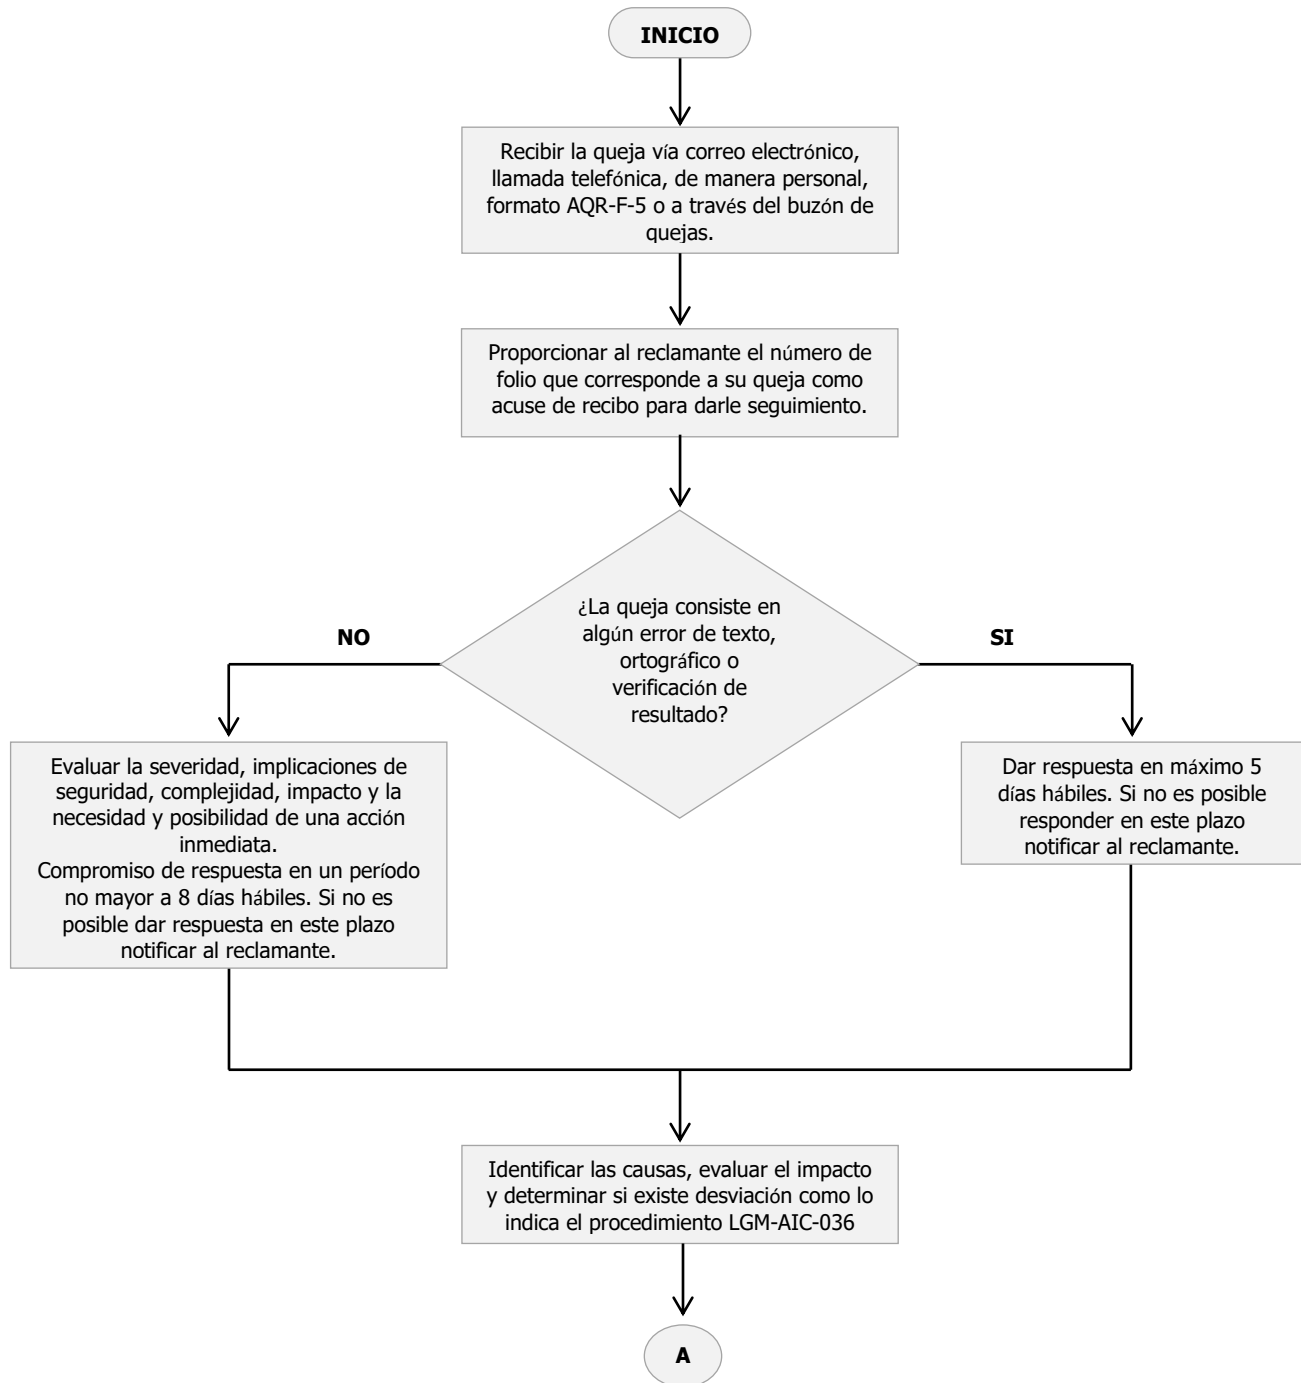 INICIO
Recibir la queja vía correo electrónico,
llamada telefónica, de manera personal,
formato AQR-F-5 o a través del buzón de
quejas.
Proporcionar al reclamante el número de
folio que corresponde a su queja como
acuse de recibo para darle seguimiento.
¿La queja consiste en
algún error de texto,
ortográfico o
verificación de
resultado?
NO
SI
Evaluar la severidad, implicaciones de
seguridad, complejidad, impacto y la
necesidad y posibilidad de una acción
inmediata.
Compromiso de respuesta en un período
no mayor a 8 días hábiles. Si no es
posible dar respuesta en este plazo
notificar al reclamante.
Dar respuesta en máximo 5
días hábiles. Si no es posible
responder en este plazo
notificar al reclamante.
Identificar las causas, evaluar el impacto
y determinar si existe desviación como lo
indica el procedimiento LGM-AIC-036
A